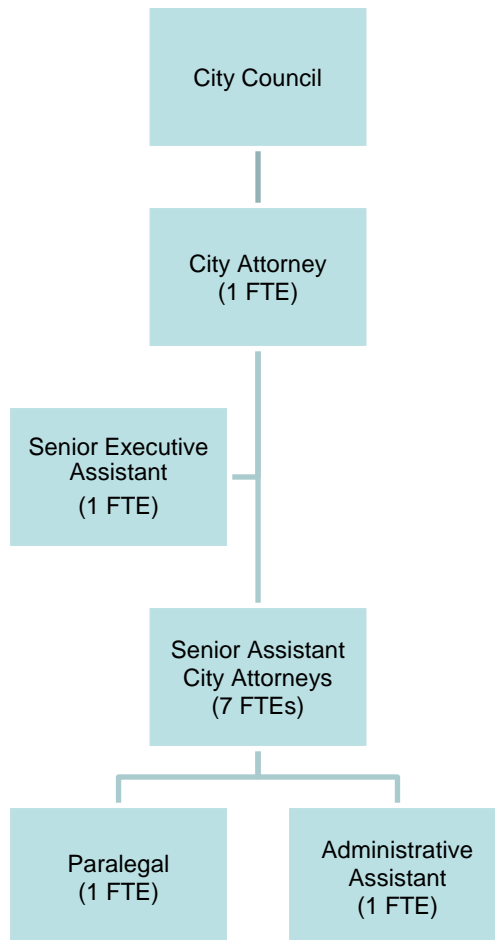 City Council
City Attorney
(1 FTE)
Senior Executive
Assistant
(1 FTE)
Senior Assistant
City Attorneys
(7 FTEs)
Paralegal
(1 FTE)
Administrative
Assistant
(1 FTE)